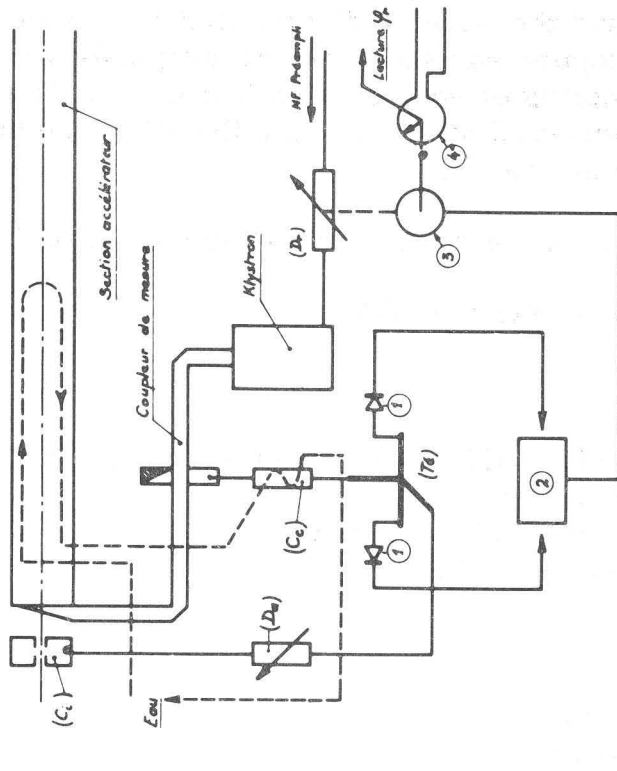 Section accélérateur
Coupleur de mesure
Klystron
HF Préampli
Lecture φr
(Dr)
4
3
(Ci)
(Da)
(Cc)
(Td)
1
1
2
Eau